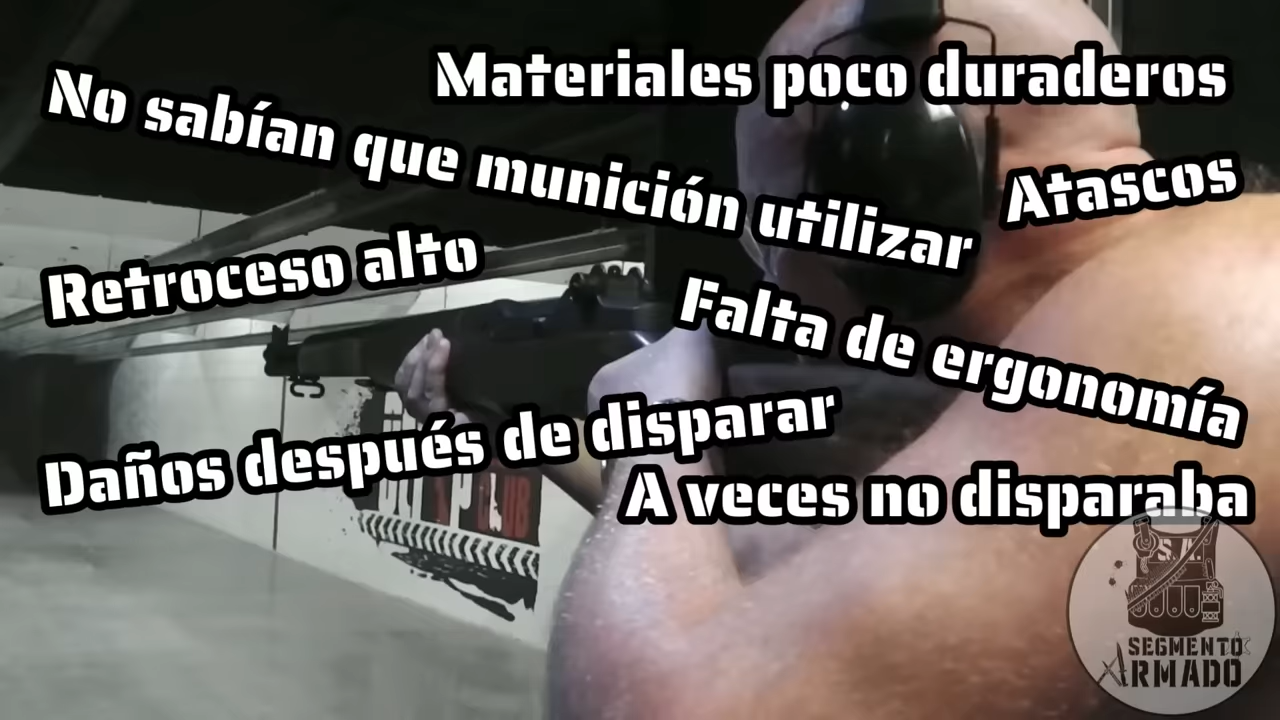 Materiales poco duraderos
No sabían que munición utilizar
Atascos
Retroceso alto
Falta de ergonomía
Daños después de disparar
A veces no disparaba
S.A.
SEGMENTO
ARMADO